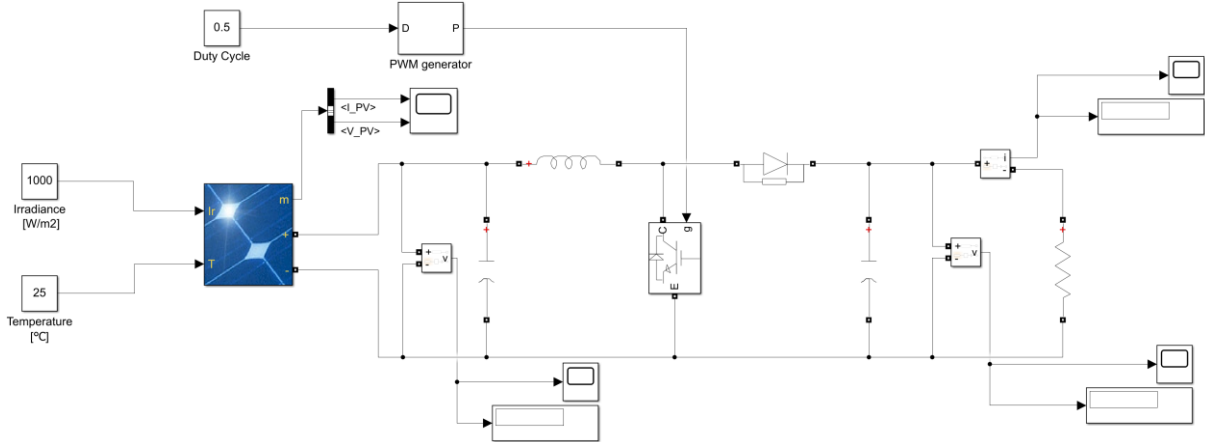 0.5
Duty Cycle
D
P
PWM generator
<I_PV>
<V_PV>
1000
Irradiance
[W/m2]
25
Temperature
[ºC]
Ir
T
m
+
-
+
+
-
v
+
C
g
E
+
+
-
i
+
-
v
+